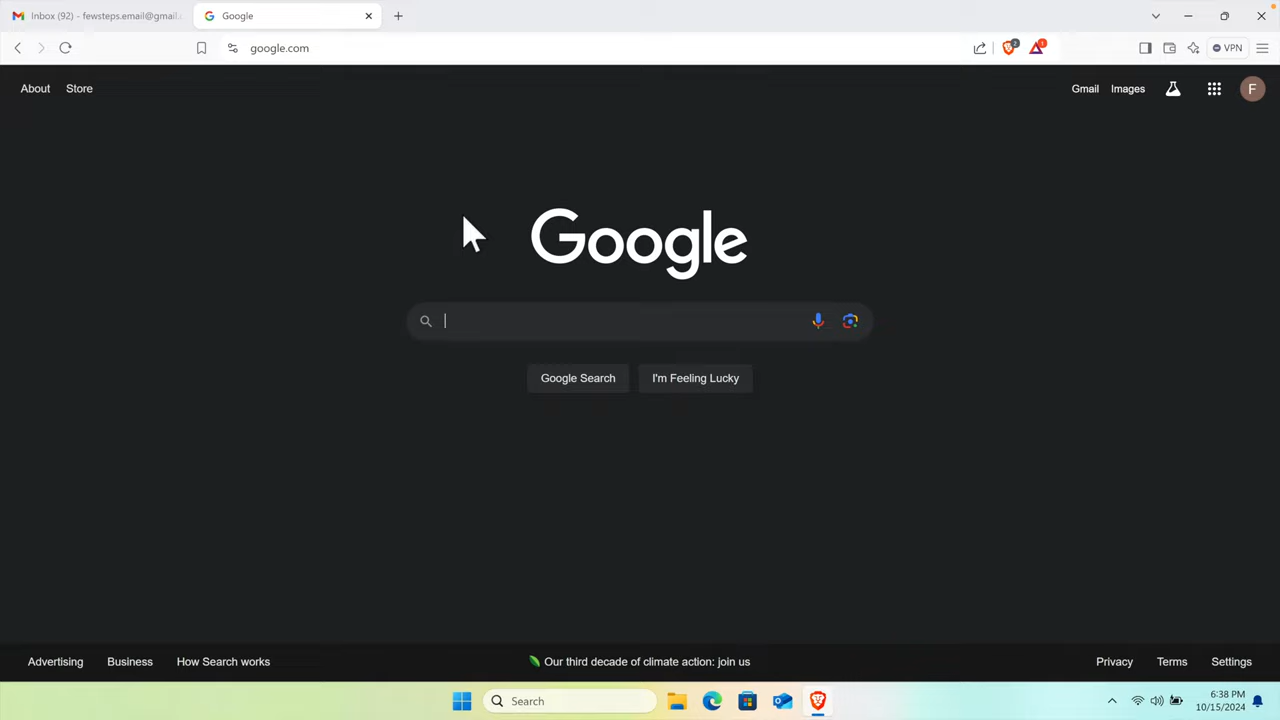 Inbox (92) - fewsteps.email@gmail.c
Google
google.com
2
1
VPN
About
Store
Gmail
Images
F
Google
Google Search
I'm Feeling Lucky
Advertising
Business
How Search works
Our third decade of climate action: join us
Privacy
Terms
Settings
Search
6:38 PM
10/15/2024